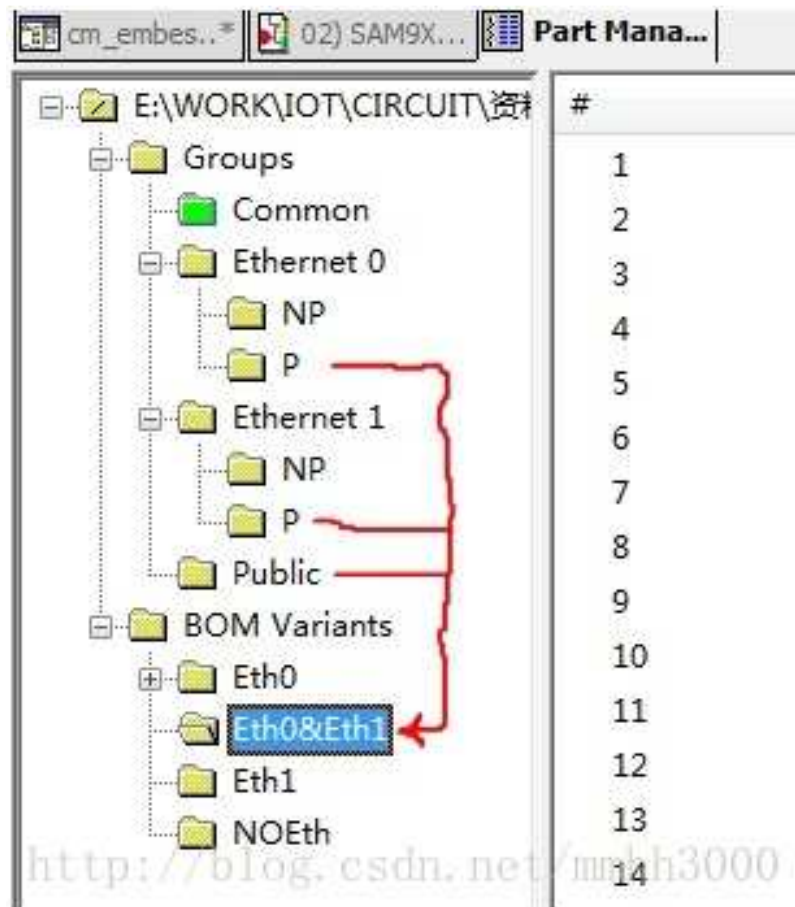 cm_embes..* 02) SAM9X... Part Mana...
E:\WORK\IOT\CIRCUIT\资料 #
Groups
Common
Ethernet 0
NP
P
Ethernet 1
NP
P
Public
BOM Variants
Eth0
Eth0&Eth1
Eth1
NOEth
1
2
3
4
5
6
7
8
9
10
11
12
13
14
http://blog.csdn.net/